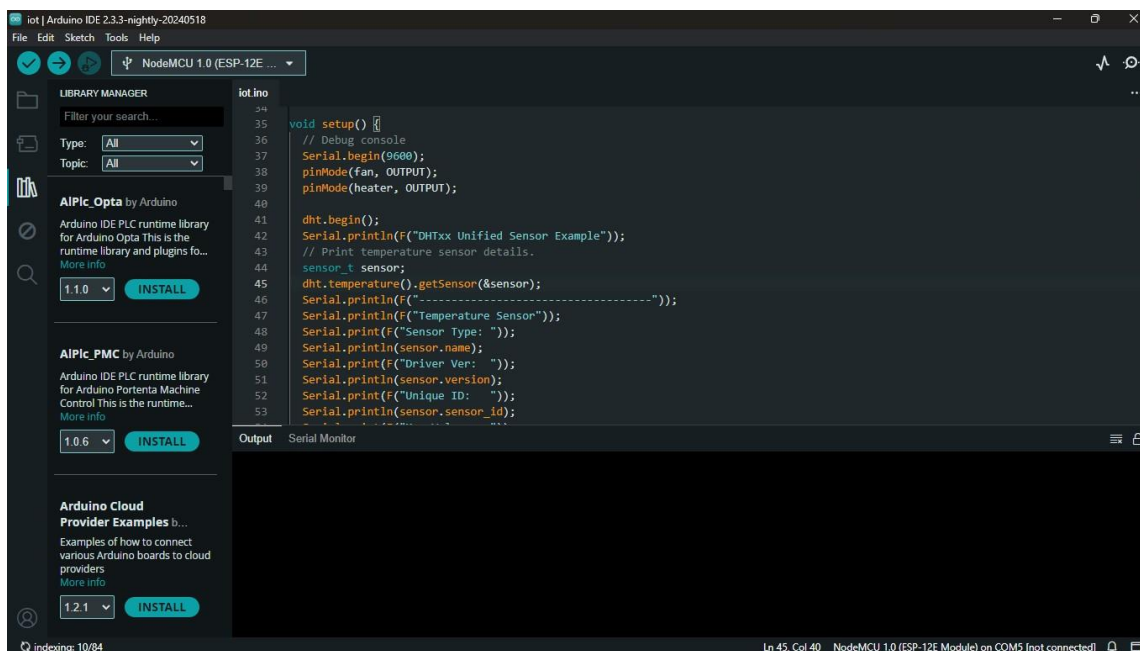 iot | Arduino IDE 2.3.3-nightly-20240518
File Edit Sketch Tools Help
NodeMCU 1.0 (ESP-12E ...
LIBRARY MANAGER
Filter your search...
Type: All
Topic: All
AlPlc_Opta by Arduino
Arduino IDE PLC runtime library
for Arduino Opta This is the
runtime library and plugins fo...
More info
1.1.0 INSTALL
AlPlc_PMC by Arduino
Arduino IDE PLC runtime library
for Arduino Portenta Machine
Control This is the runtime...
More info
1.0.6 INSTALL
Arduino Cloud
Provider Examples b...
Examples of how to connect
various Arduino boards to cloud
providers
More info
1.2.1 INSTALL
iot.ino
34
35 void setup() {
36 // Debug console
37 Serial.begin(9600);
38 pinMode(fan, OUTPUT);
39 pinMode(heater, OUTPUT);
40
41 dht.begin();
42 Serial.println(F("DHTxx Unified Sensor Example"));
43 // Print temperature sensor details.
44 sensor_t sensor;
45 dht.temperature().getSensor(&sensor);
46 Serial.println(F("------------------------------------"));
47 Serial.println(F("Temperature Sensor"));
48 Serial.print(F("Sensor Type: "));
49 Serial.println(sensor.name);
50 Serial.print(F("Driver Ver:  "));
51 Serial.println(sensor.version);
52 Serial.print(F("Unique ID:   "));
53 Serial.println(sensor.sensor_id);
Output Serial Monitor
indexing: 10/84
Ln 45, Col 40 NodeMCU 1.0 (ESP-12E Module) on COM5 [not connected]